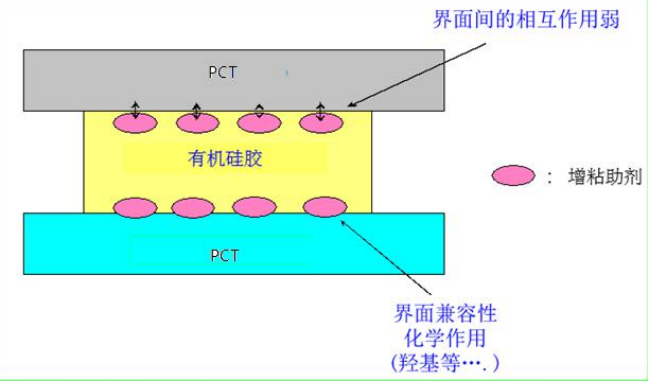 界面间的相互作用弱
PCT
有机硅胶
: 增粘助剂
PCT
界面兼容性
化学作用
(羟基等….)